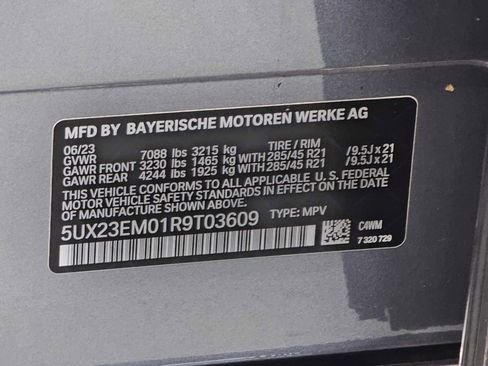 MFD BY BAYERISCHE MOTOREN WERKE AG
06/23 TIRE / RIM
GVWR 7088 lbs 3215 kg
GAWR FRONT 3230 lbs 1465 kg WITH 285/45 R21 /9.5J x 21
GAWR REAR 4244 lbs 1925 kg WITH 285/45 R21 /9.5J x 21
THIS VEHICLE CONFORMS TO ALL APPLICABLE U.S. FEDERAL
MOTOR VEHICLE SAFETY STANDARDS IN EFFECT ON THE DATE
OF MANUFACTURE SHOWN ABOVE.
5UX23EM01R9T03609 TYPE: MPV
C4WM
7 320 729